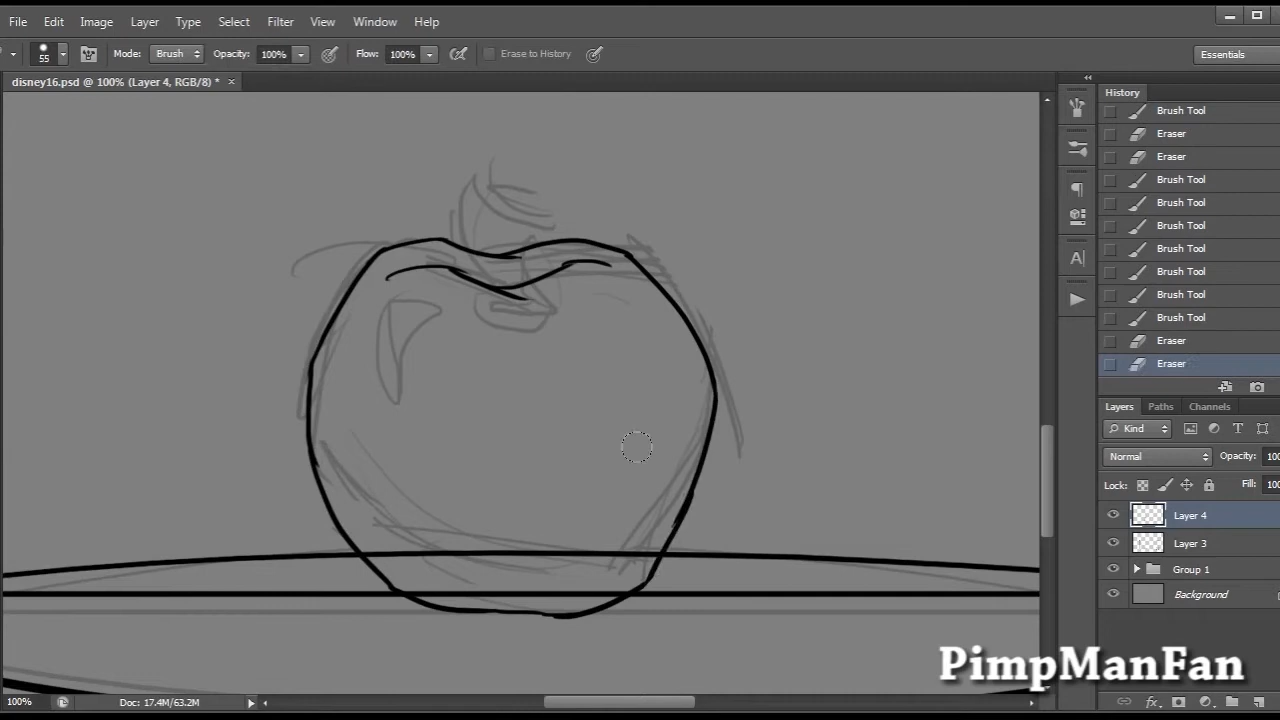 File Edit Image Layer Type Select Filter View Window Help
55 Mode: Brush Opacity: 100% Flow: 100% Erase to History Essentials
disney16.psd @ 100% (Layer 4, RGB/8) * ×
History
Brush Tool
Eraser
Eraser
Brush Tool
Brush Tool
Brush Tool
Brush Tool
Brush Tool
Brush Tool
Brush Tool
Eraser
Eraser
Layers Paths Channels
Kind
Normal Opacity: 100
Lock: Fill: 100
Layer 4
Layer 3
Group 1
Background
PimpManFan
100% Doc: 17.4M/63.2M